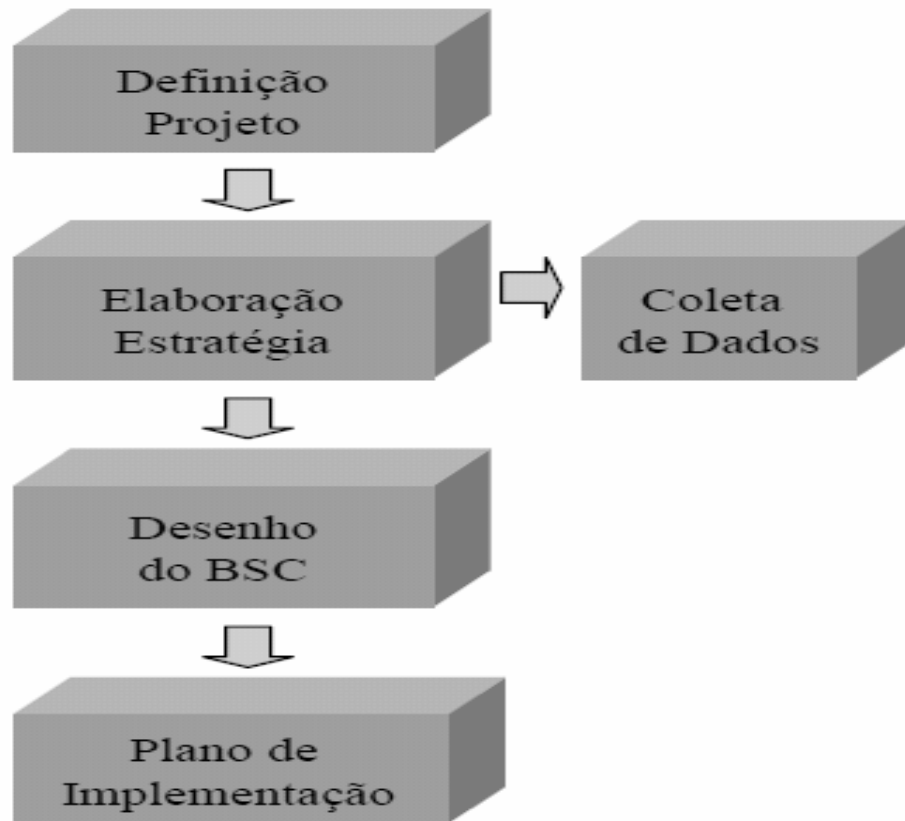 Definição
Projeto
Elaboração
Estratégia
Coleta
de Dados
Desenho
do BSC
Plano de
Implementação